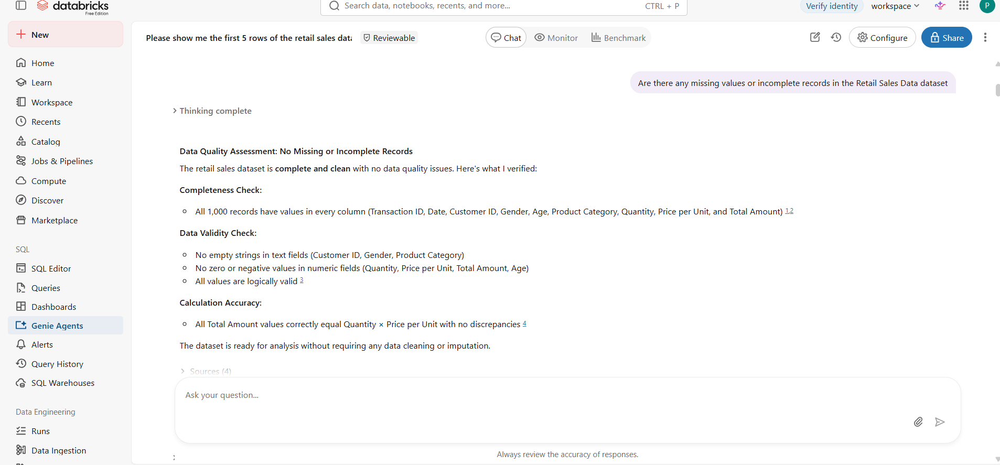 databricks
Free Edition
Search data, notebooks, recents, and more...
CTRL + P
Verify identity
workspace
P
New
Home
Learn
Workspace
Recents
Catalog
Jobs & Pipelines
Compute
Discover
Marketplace
SQL
SQL Editor
Queries
Dashboards
Genie Agents
Alerts
Query History
SQL Warehouses
Data Engineering
Runs
Data Ingestion
Please show me the first 5 rows of the retail sales data
Reviewable
Chat
Monitor
Benchmark
Configure
Share
Are there any missing values or incomplete records in the Retail Sales Data dataset
Thinking complete
Data Quality Assessment: No Missing or Incomplete Records
The retail sales dataset is complete and clean with no data quality issues. Here's what I verified:
Completeness Check:
All 1,000 records have values in every column (Transaction ID, Date, Customer ID, Gender, Age, Product Category, Quantity, Price per Unit, and Total Amount) 1,2
Data Validity Check:
No empty strings in text fields (Customer ID, Gender, Product Category)
No zero or negative values in numeric fields (Quantity, Price per Unit, Total Amount, Age)
All values are logically valid 3
Calculation Accuracy:
All Total Amount values correctly equal Quantity × Price per Unit with no discrepancies 4
The dataset is ready for analysis without requiring any data cleaning or imputation.
Sources (4)
Ask your question...
Always review the accuracy of responses.